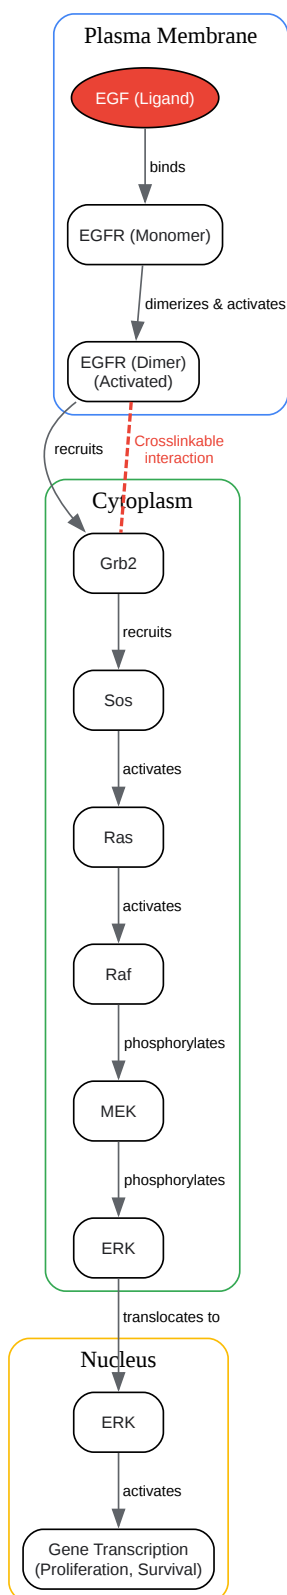 Plasma Membrane
EGF (Ligand)
binds
EGFR (Monomer)
dimerizes & activates
EGFR (Dimer)
(Activated)
recruits
Crosslinkable
interaction
Cytoplasm
Grb2
recruits
Sos
activates
Ras
activates
Raf
phosphorylates
MEK
phosphorylates
ERK
translocates to
Nucleus
ERK
activates
Gene Transcription
(Proliferation, Survival)